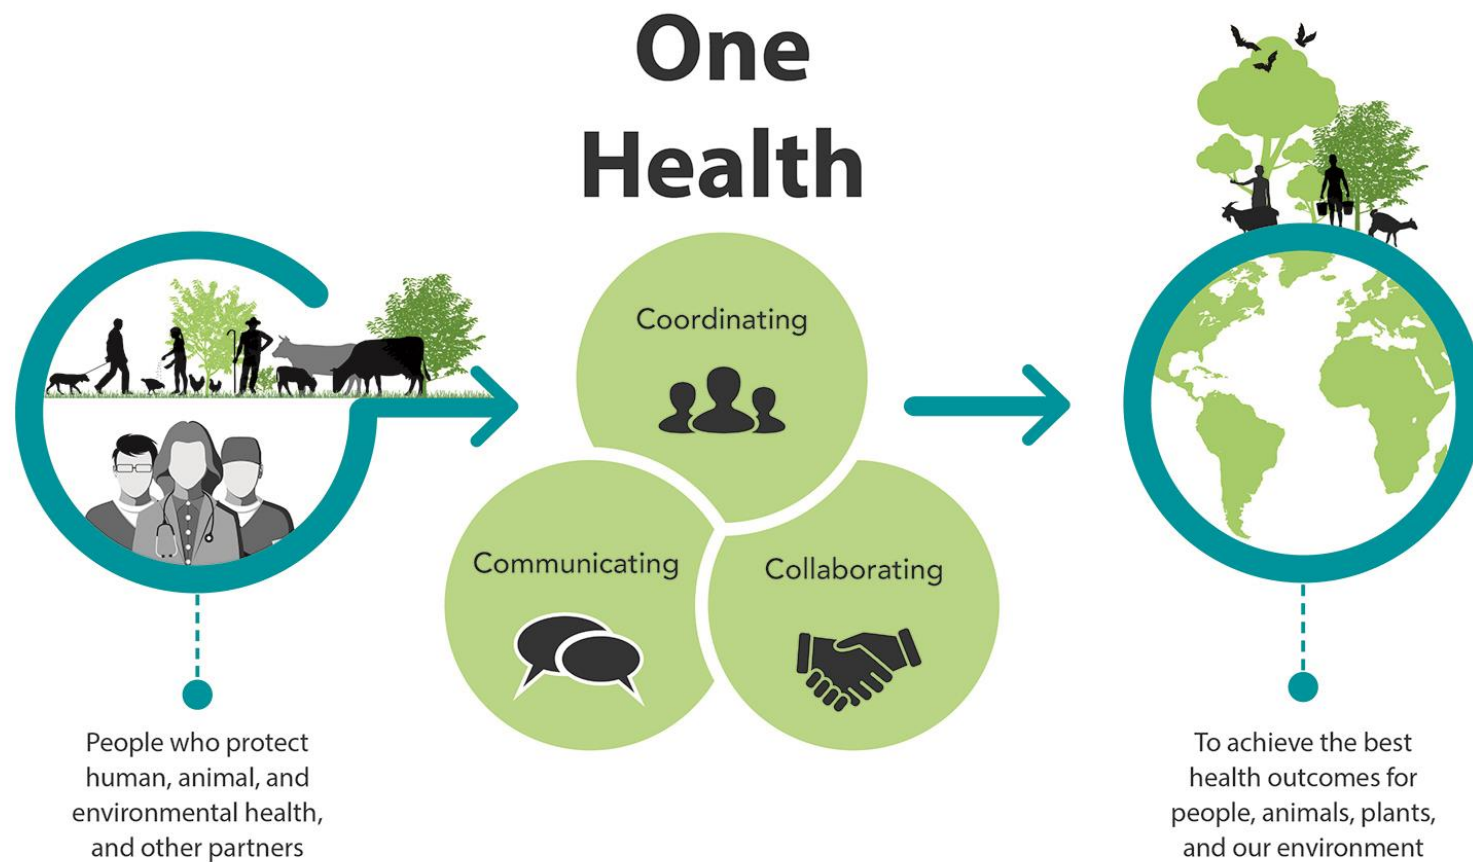 One
Health
Coordinating
Communicating
Collaborating
People who protect
human, animal, and
environmental health,
and other partners
To achieve the best
health outcomes for
people, animals, plants,
and our environment